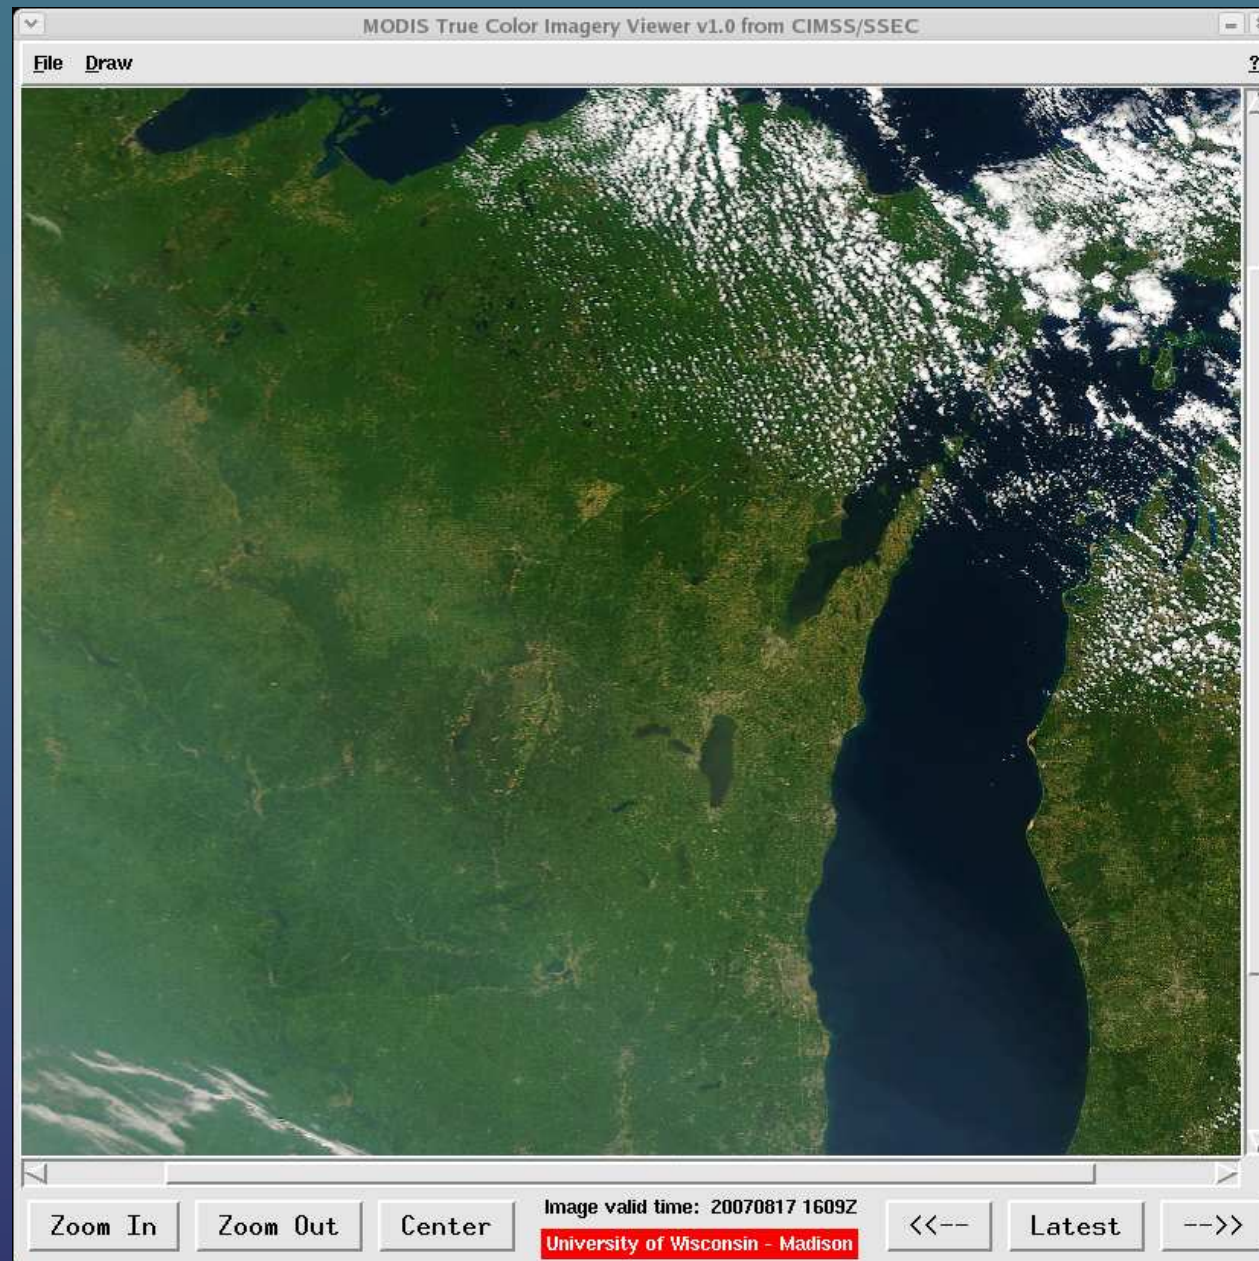 MODIS True Color Imagery Viewer v1.0 from CIMSS/SSEC
File Draw ?
Zoom In
Zoom Out
Center
Image valid time: 20070817 1609Z
University of Wisconsin - Madison
<<--
Latest
-->>